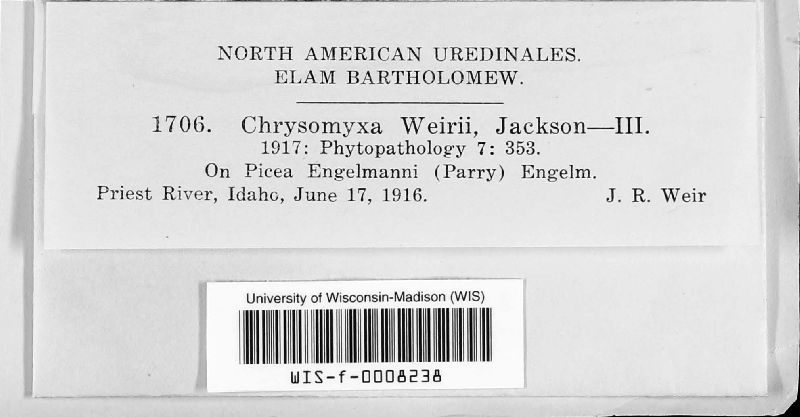 NORTH AMERICAN UREDINALES.
ELAM BARTHOLOMEW.
1706. Chrysomyxa Weirii, Jackson—III.
1917: Phytopathology 7: 353.
On Picea Engelmanni (Parry) Engelm.
Priest River, Idaho, June 17, 1916. J. R. Weir
University of Wisconsin-Madison (WIS)
WIS-f-0008238